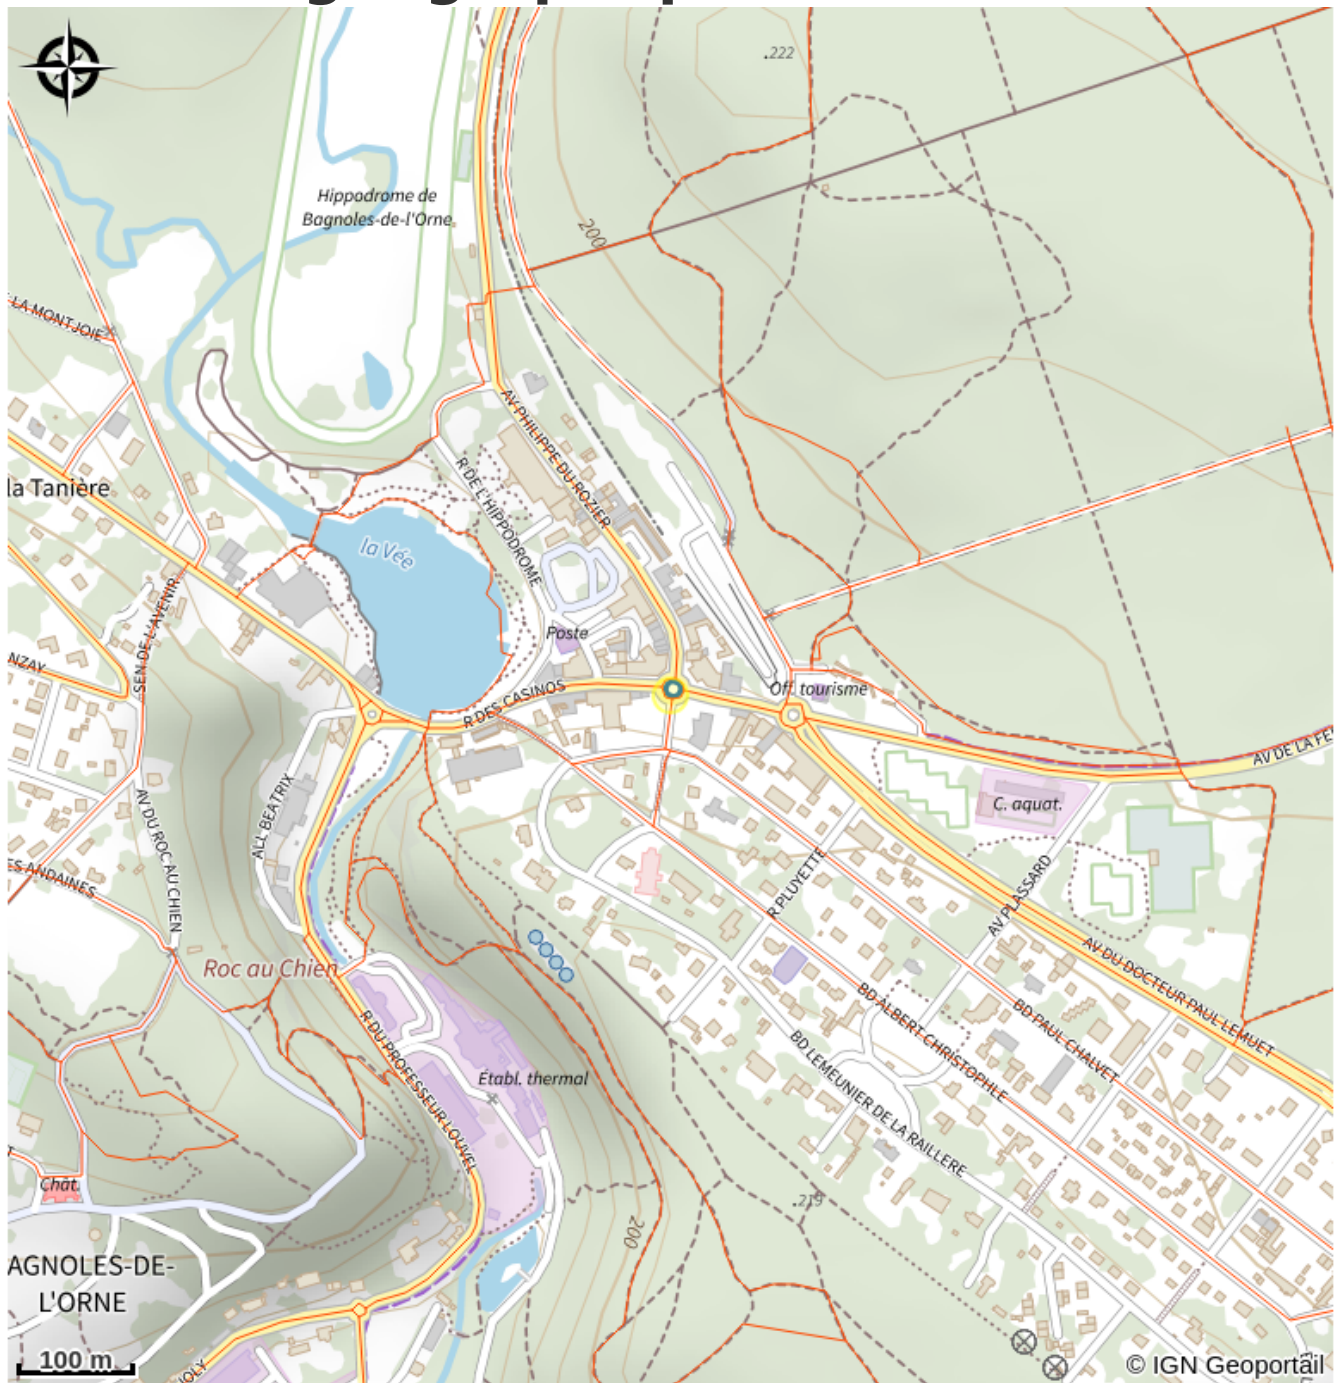 .222
Hippodrome de
Bagnoles-de-l'Orne
200
LA MONTJOIE
AV PHILIPPE DU ROZIER
R DE L'HIPPODROME
la Tanière
la Vée
SEN DE L'AVENIR
Poste
NZAY
Off. tourisme
R DES CASINOS
AV DE LA FE
C. aquat.
ALL BEATRIX
AV DU ROC AU CHIEN
ES ANDAINES
R PLUYETTE
AV PLASSARD
Roc au Chien
AV DU DOCTEUR PAUL LEMUET
BD ALBERT CHRISTOPHLE
BD PAUL CHALVET
R DU PROFESSEUR LOUVEL
BD LEMEUNIER DE LA RAILLERE
Établ. thermal
Chât.
.219
200
AGNOLES-DE-
L'ORNE
100 m
OLY
© IGN Geoportail